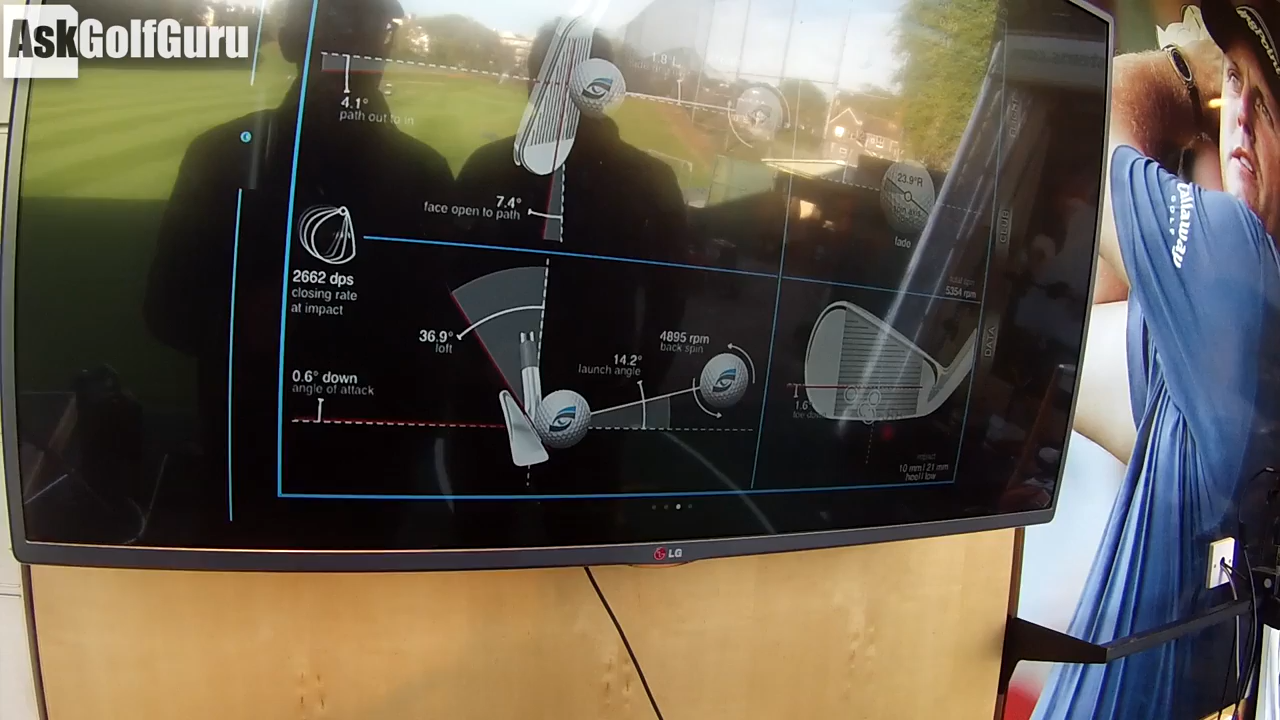 AskGolfGuru
4.1°
path out to in
7.4°
face open to path
23.9°R
fade
2662 dps
closing rate
at impact
36.9°
loft
4895 rpm
back spin
14.2°
launch angle
0.6° down
angle of attack
total spin
5354 rpm
CLUB
DATA
1.6°
toe down
impact
10 mm | 21 mm
heel | low
LG
Callaway